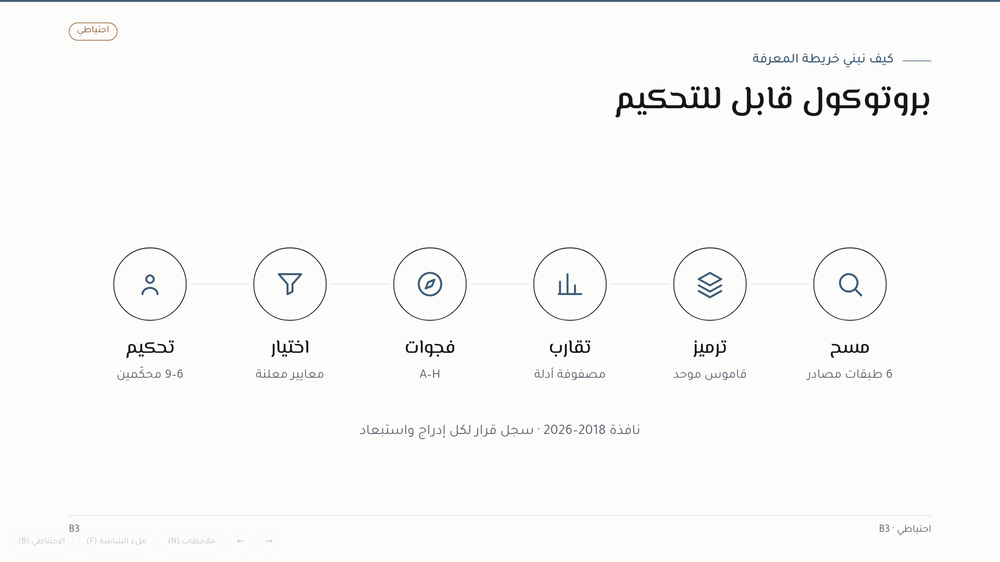 احتياطي
كيف نبني خريطة المعرفة
بروتوكول قابل للتحكيم
مسح
6 طبقات مصادر
ترميز
قاموس موحد
تقارب
مصفوفة أدلة
فجوات
A–H
اختيار
معايير معلنة
تحكيم
6–9 محكّمين
نافذة 2018–2026 · سجل قرار لكل إدراج واستبعاد
احتياطي · B3
B3
→
←
ملاحظات (N)
ملء الشاشة (F)
الاحتياطي (B)